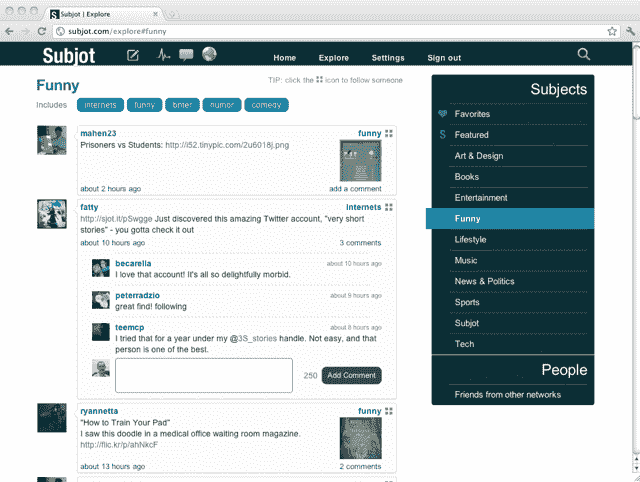 Subjot | Explore
subjot.com/explore#funny
Subjot
Home
Explore
Settings
Sign out
Funny
TIP: click the icon to follow someone
Includes
internets
funny
bmer
humor
comedy
mahen23
funny
Prisoners vs Students: http://i52.tinypic.com/2u6018j.png
about 2 hours ago
add a comment
fatty
Internets
http://sjot.it/pSwgge Just discovered this amazing Twitter account, "very short
stories" - you gotta check it out
about 10 hours ago
3 comments
becarella
about 10 hours ago
I love that account! It's all so delightfully morbid.
peterradzio
about 9 hours ago
great find! following
teemcp
about 8 hours ago
I tried that for a year under my @3S_stories handle. Not easy, and that
person is one of the best.
250
Add Comment
ryannetta
funny
"How to Train Your Pad"
I saw this doodle in a medical office waiting room magazine.
http://flic.kr/p/ahNkcF
about 13 hours ago
2 comments
Subjects
Favorites
S Featured
Art & Design
Books
Entertainment
Funny
Lifestyle
Music
News & Politics
Sports
Subjot
Tech
People
Friends from other networks